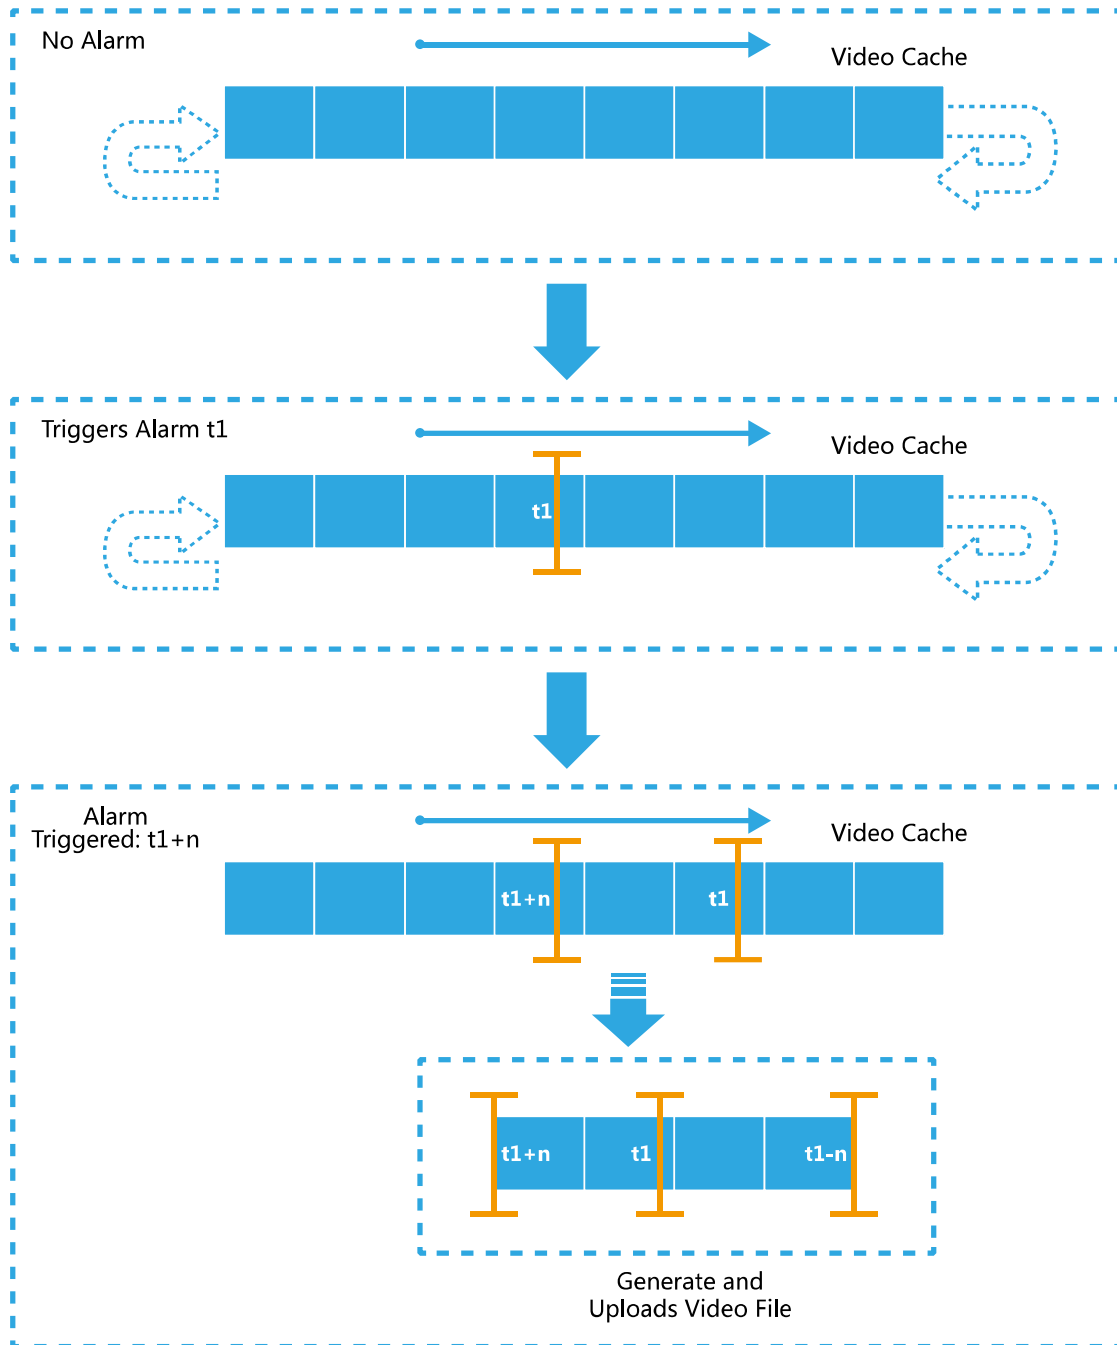 No Alarm
Video Cache
Triggers Alarm t1
Video Cache
t1
Alarm
Triggered: t1+n
Video Cache
t1+n
t1
t1+n
t1
t1-n
Generate and
Uploads Video File